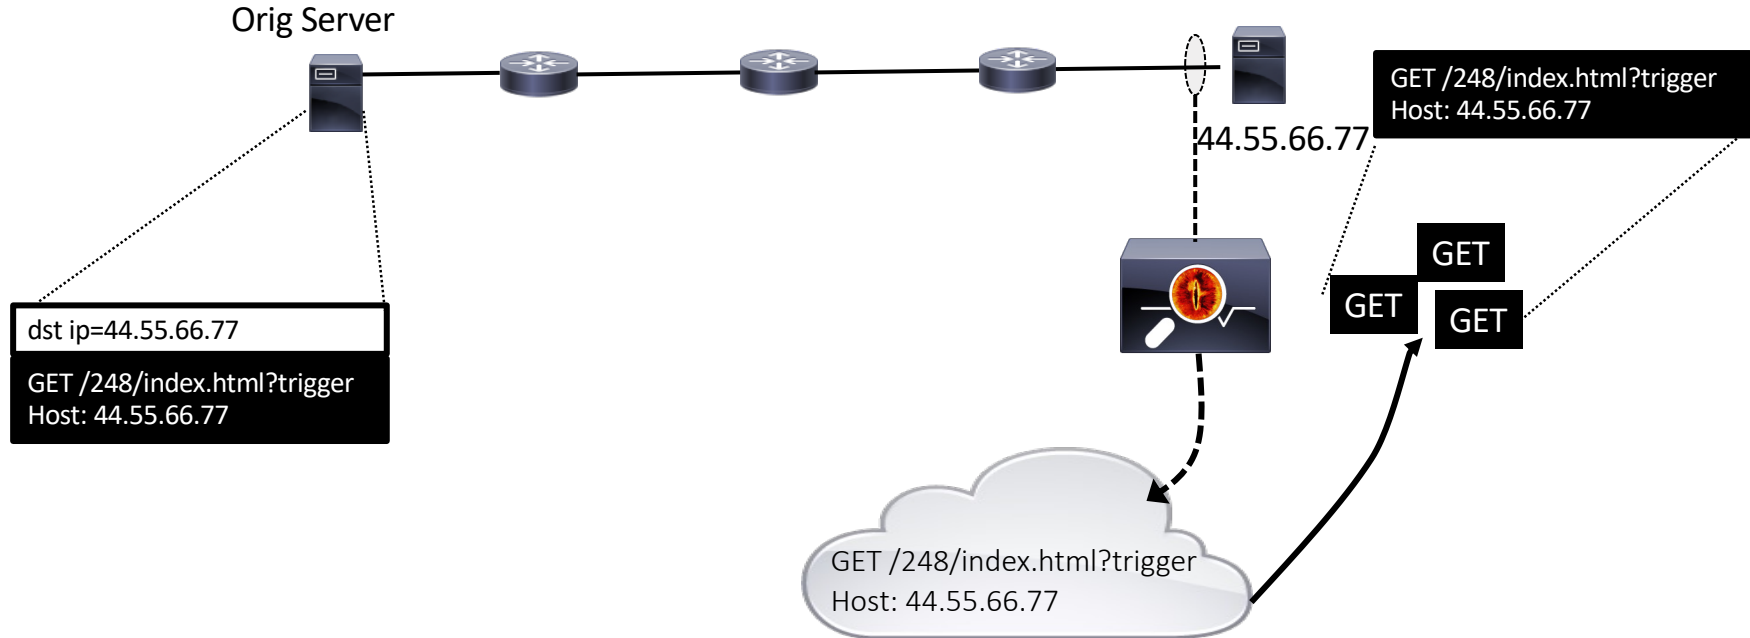 Orig Server
44.55.66.77
GET /248/index.html?trigger
Host: 44.55.66.77
GET
GET
GET
dst ip=44.55.66.77
GET /248/index.html?trigger
Host: 44.55.66.77
GET /248/index.html?trigger
Host: 44.55.66.77